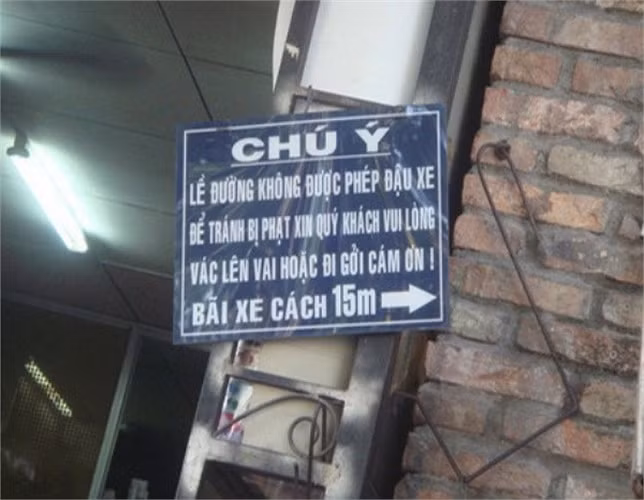 CHÚ Ý
LỀ ĐƯỜNG KHÔNG ĐƯỢC PHÉP ĐẬU XE
ĐỂ TRÁNH BỊ PHẠT XIN QUÝ KHÁCH VUI LÒNG
VÁC LÊN VAI HOẶC ĐI GỞI CÁM ƠN !
BÃI XE CÁCH 15m